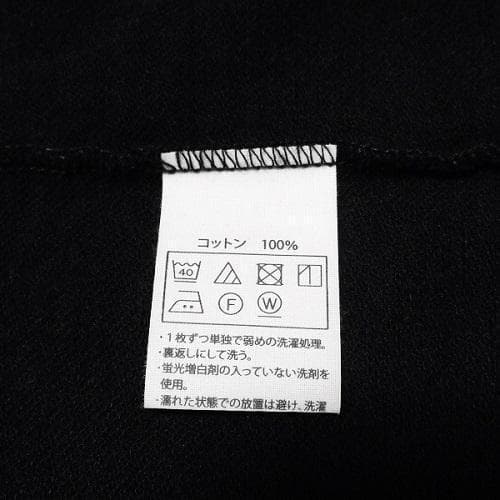 コットン 100%
40
F
W
・1枚ずつ単独で弱めの洗濯処理。
・裏返しにして洗う。
・蛍光増白剤の入っていない洗剤を
使用。
・濡れた状態での放置は避け、洗濯